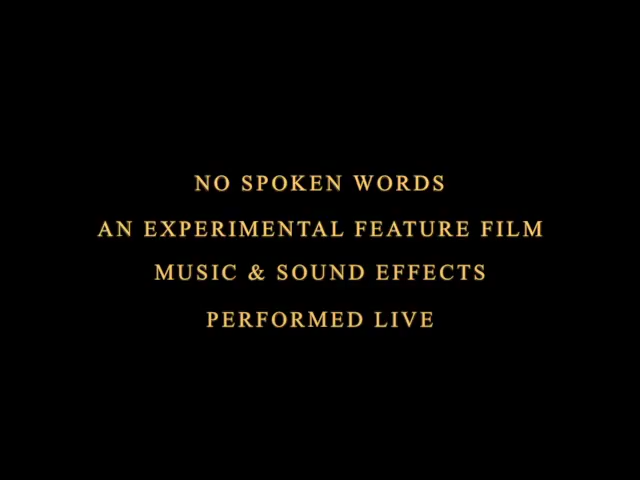 NO SPOKEN WORDS
AN EXPERIMENTAL FEATURE FILM
MUSIC & SOUND EFFECTS
PERFORMED LIVE